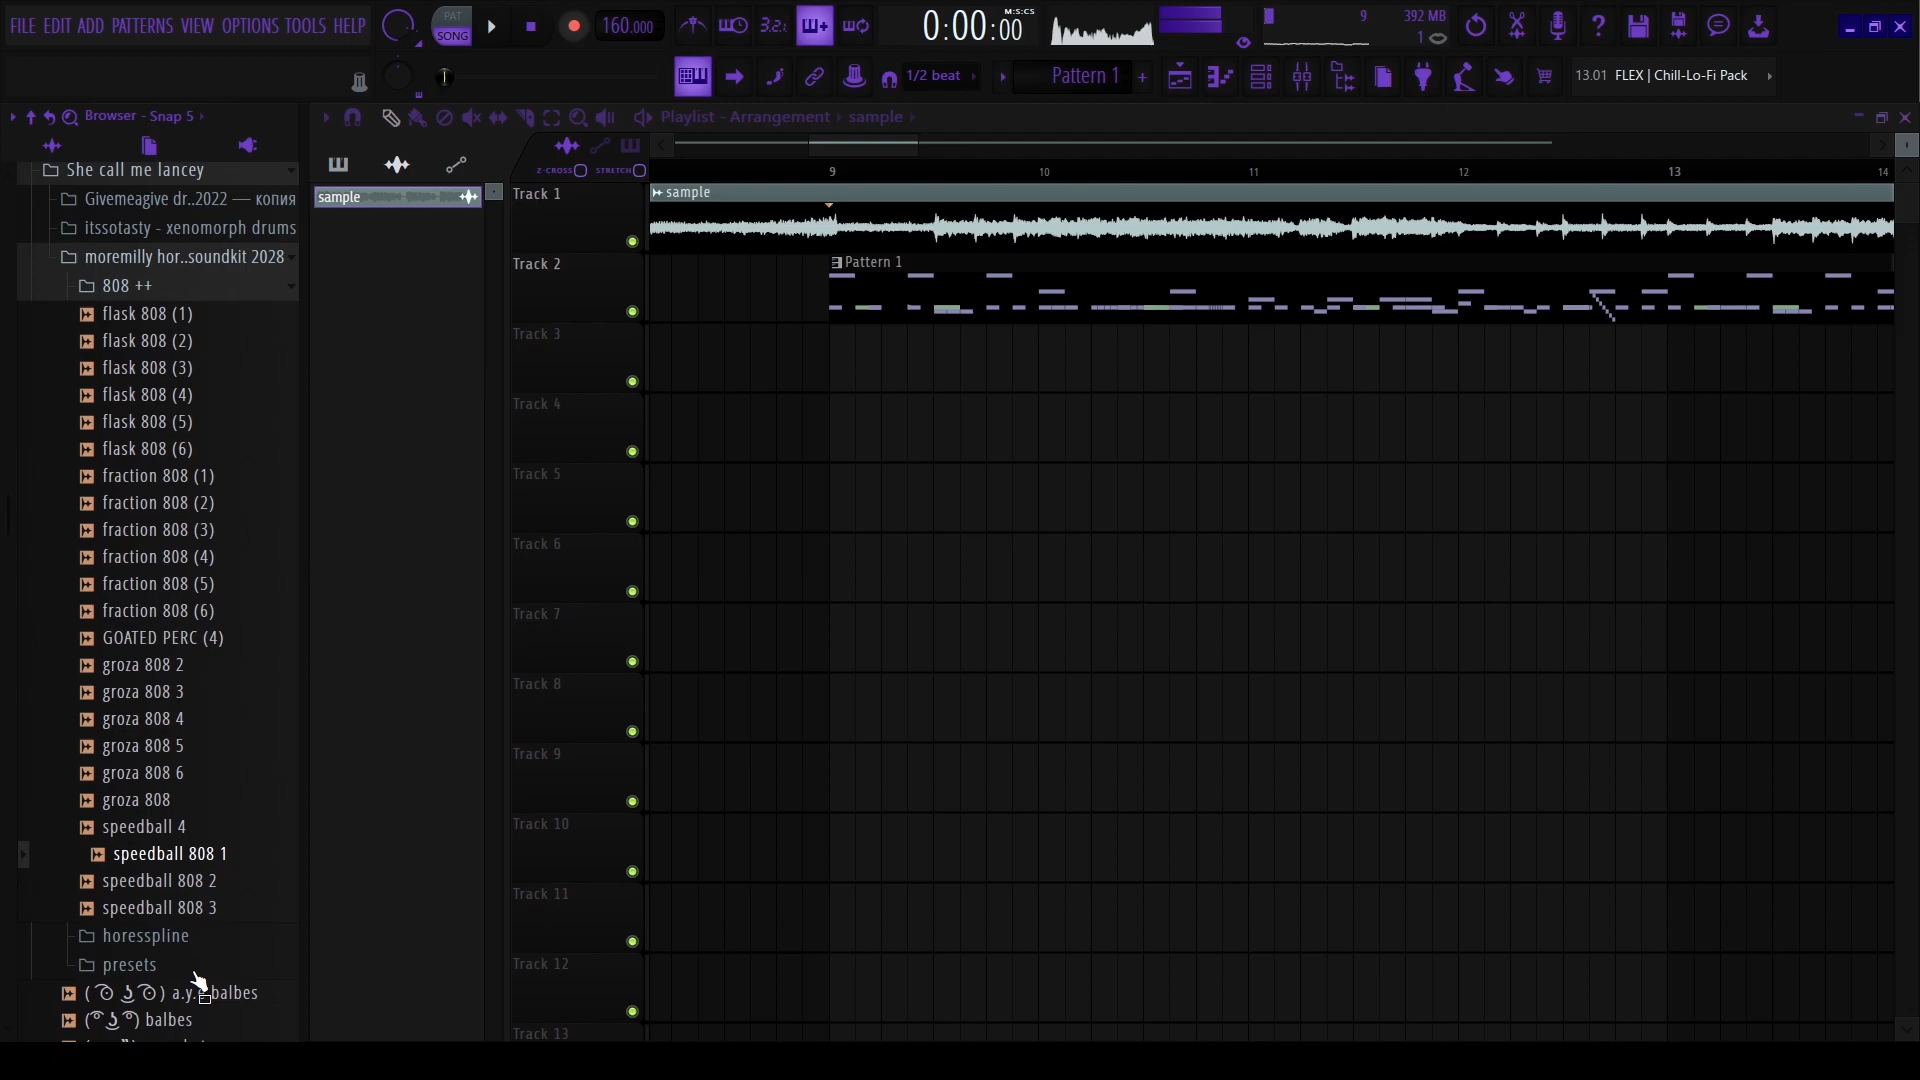 FILE EDIT ADD PATTERNS VIEW OPTIONS TOOLS HELP
PAT
SONG
160.000
3.2.
0:00:00
M:S:CS
9
392 MB
1
1/2 beat
Pattern 1
+
13.01 FLEX | Chill-Lo-Fi Pack
Browser - Snap 5
Playlist - Arrangement › sample
Z-CROSS
STRETCH
9
10
11
12
13
14
She call me lancey
Givemeagive dr..2022 — копия
itssotasty - xenomorph drums
moremilly hor..soundkit 2028
808 ++
flask 808 (1)
flask 808 (2)
flask 808 (3)
flask 808 (4)
flask 808 (5)
flask 808 (6)
fraction 808 (1)
fraction 808 (2)
fraction 808 (3)
fraction 808 (4)
fraction 808 (5)
fraction 808 (6)
GOATED PERC (4)
groza 808 2
groza 808 3
groza 808 4
groza 808 5
groza 808 6
groza 808
speedball 4
speedball 808 1
speedball 808 2
speedball 808 3
horesspline
presets
balbes
balbes
sample
Track 1
sample
Track 2
Pattern 1
Track 3
Track 4
Track 5
Track 6
Track 7
Track 8
Track 9
Track 10
Track 11
Track 12
Track 13